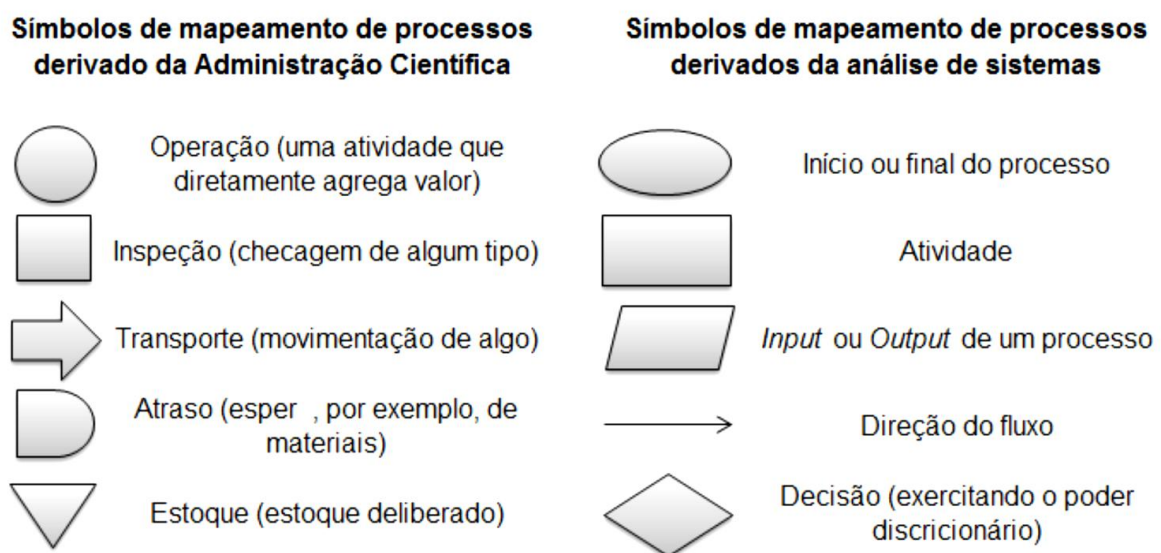 Símbolos de mapeamento de processos
derivado da Administração Científica
Operação (uma atividade que
diretamente agrega valor)
Inspeção (checagem de algum tipo)
Transporte (movimentação de algo)
Atraso (esper , por exemplo, de
materiais)
Estoque (estoque deliberado)
Símbolos de mapeamento de processos
derivados da análise de sistemas
Início ou final do processo
Atividade
Input ou Output de um processo
Direção do fluxo
Decisão (exercitando o poder
discricionário)